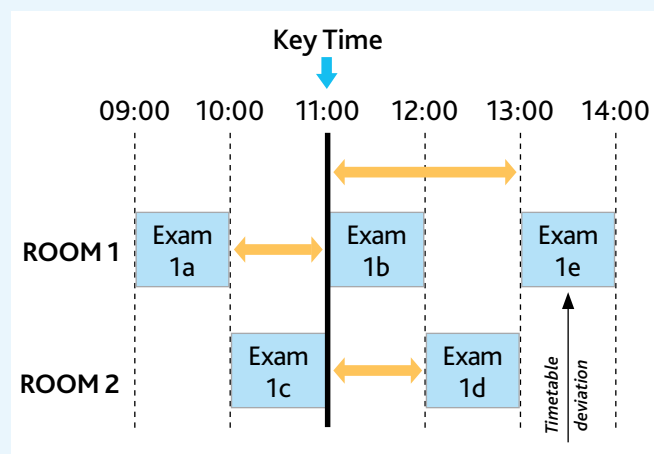 Key Time
09:00 10:00 11:00 12:00 13:00 14:00
ROOM 1
Exam
1a
Exam
1b
Exam
1e
ROOM 2
Exam
1c
Exam
1d
Timetable
deviation